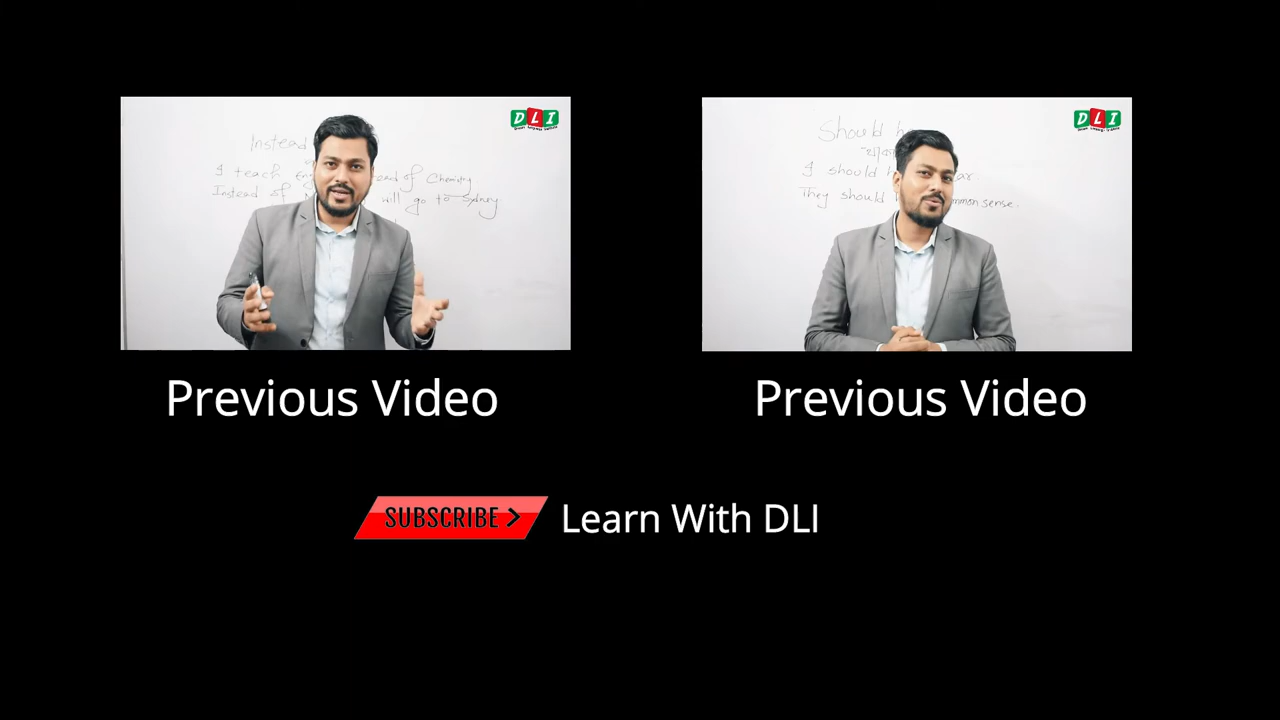 DLI
Instead
I teach
of Chemistry
Instead of
will go to Sydney
Previous Video
DLI
Should
I should
They should
sense.
Previous Video
SUBSCRIBE >
Learn With DLI